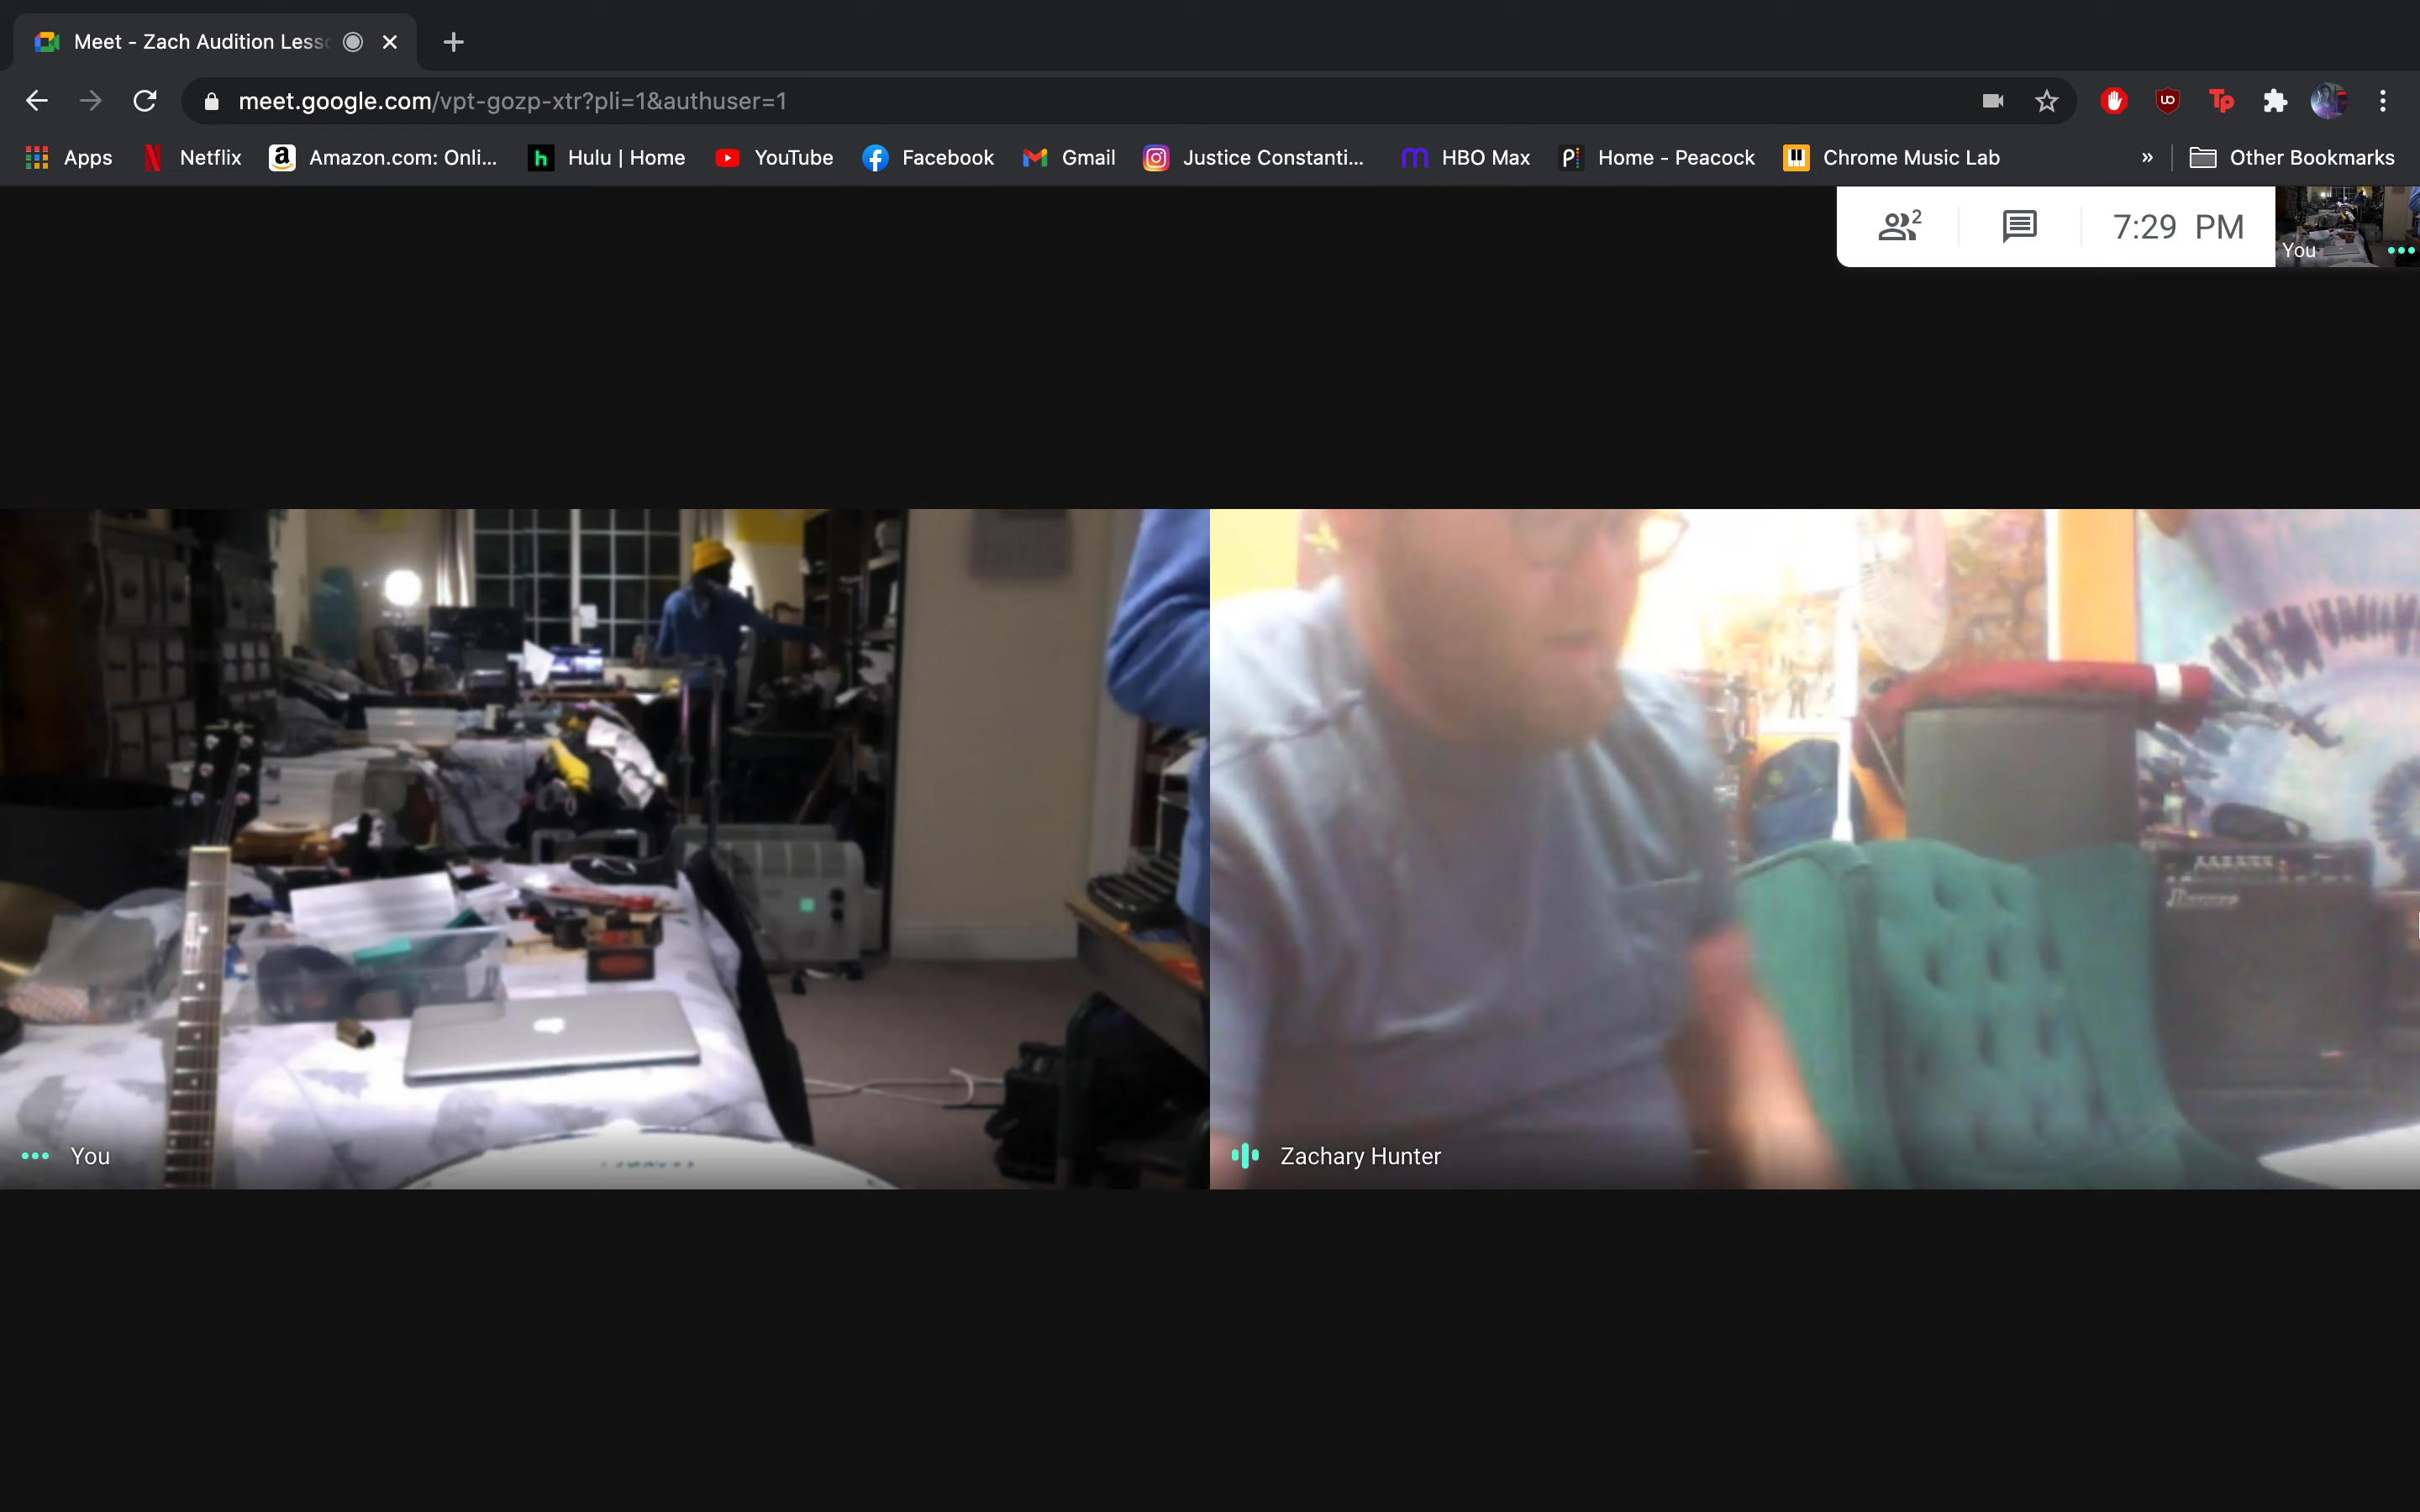 Meet - Zach Audition Lesso
meet.google.com/vpt-gozp-xtr?pli=1&authuser=1
Apps Netflix Amazon.com: Onli... Hulu | Home YouTube Facebook Gmail Justice Constanti... HBO Max Home - Peacock Chrome Music Lab » Other Bookmarks
2 7:29 PM
You
Ibanez
You Zachary Hunter